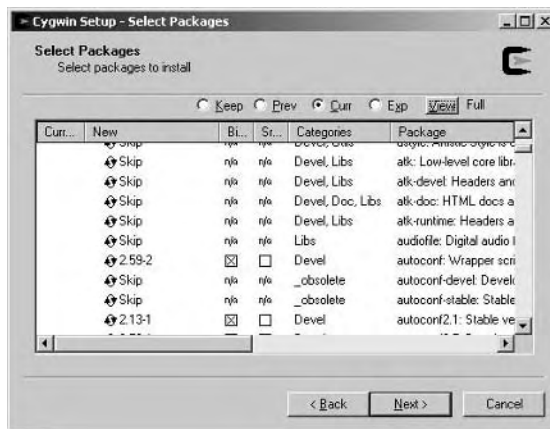 Cygwin Setup - Select Packages
Select Packages
Select packages to install
Keep Prev Curr Exp View Full
Curr... New Bi... Sr... Categories Package
Skip n/a n/a Devel, Utils
Skip n/a n/a Devel, Libs atk: Low-level core libr
Skip n/a n/a Devel, Libs atk-devel: Headers and
Skip n/a n/a Devel, Doc, Libs atk-doc: HTML docs a
Skip n/a n/a Devel, Libs atk-runtime: Headers a
Skip n/a n/a Libs audiofile: Digital audio l
2.59-2 Devel autoconf: Wrapper scri
Skip n/a n/a _obsolete autoconf-devel: Develo
Skip n/a n/a _obsolete autoconf-stable: Stable
2.13-1 Devel autoconf2.1: Stable ve
< Back Next > Cancel